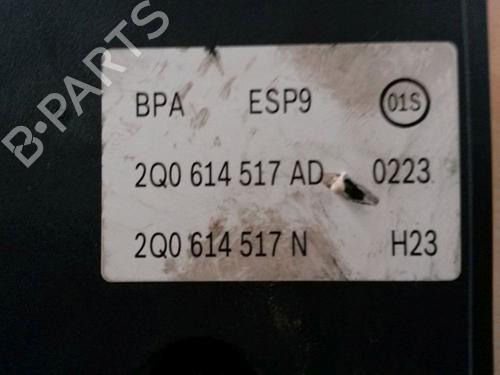 B-PARTS
BPA ESP9 01S
2Q0 614 517 AD 0223
2Q0 614 517 N H23